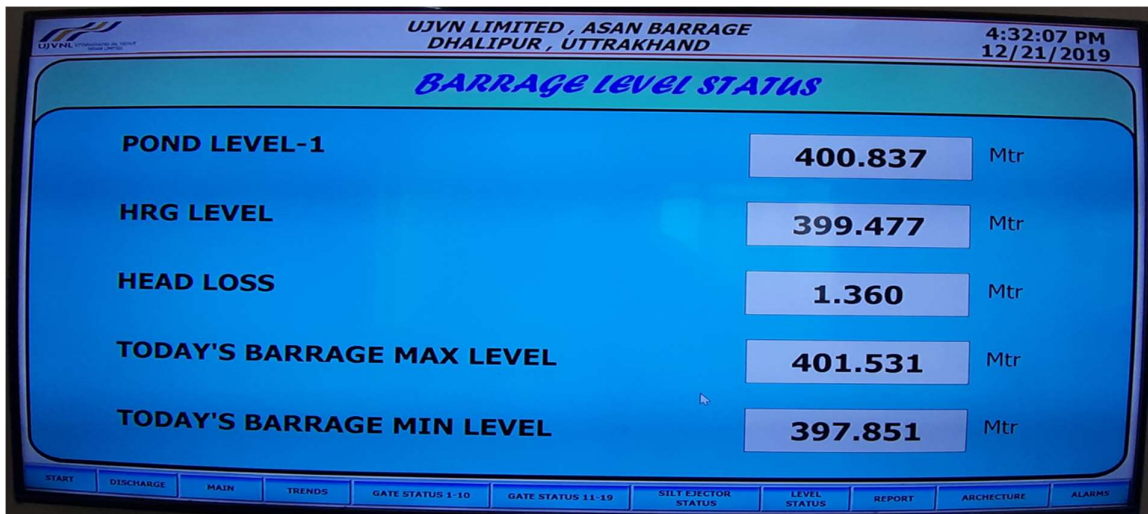 UJVNL
UJVN LIMITED , ASAN BARRAGE
DHALIPUR , UTTRAKHAND
4:32:07 PM
12/21/2019
BARRAGE LEVEL STATUS
POND LEVEL-1 400.837 Mtr
HRG LEVEL 399.477 Mtr
HEAD LOSS 1.360 Mtr
TODAY'S BARRAGE MAX LEVEL 401.531 Mtr
TODAY'S BARRAGE MIN LEVEL 397.851 Mtr
START DISCHARGE MAIN TRENDS GATE STATUS 1-10 GATE STATUS 11-19 SILT EJECTOR STATUS LEVEL STATUS REPORT ARCHECTURE ALARMS